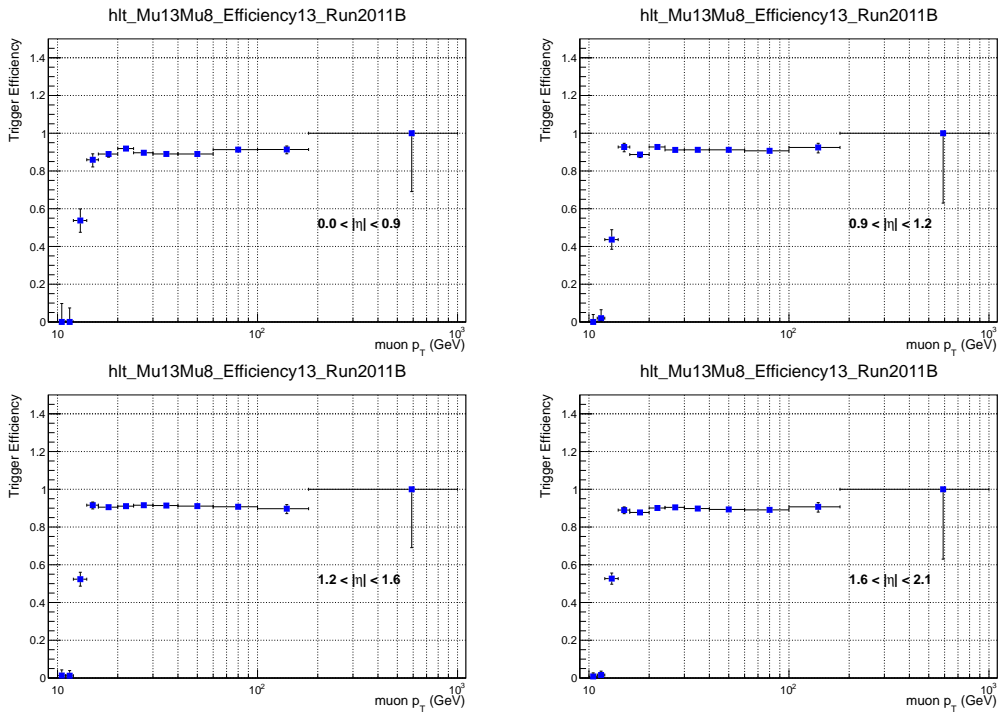 hlt_Mu13Mu8_Efficiency13_Run2011B
Trigger Efficiency
1.4
1.2
1
0.8
0.6
0.4
0.2
0
0.0 < |η| < 0.9
10
10²
10³
muon p_T (GeV)
hlt_Mu13Mu8_Efficiency13_Run2011B
Trigger Efficiency
1.4
1.2
1
0.8
0.6
0.4
0.2
0
0.9 < |η| < 1.2
10
10²
10³
muon p_T (GeV)
hlt_Mu13Mu8_Efficiency13_Run2011B
Trigger Efficiency
1.4
1.2
1
0.8
0.6
0.4
0.2
0
1.2 < |η| < 1.6
10
10²
10³
muon p_T (GeV)
hlt_Mu13Mu8_Efficiency13_Run2011B
Trigger Efficiency
1.4
1.2
1
0.8
0.6
0.4
0.2
0
1.6 < |η| < 2.1
10
10²
10³
muon p_T (GeV)